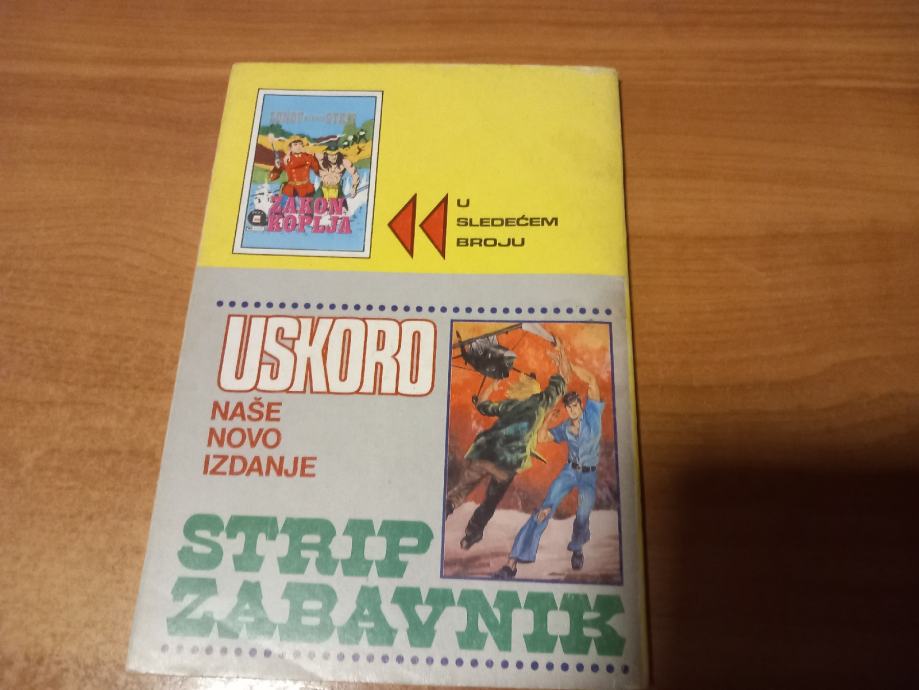 ZAKON
KOPLJA
U
SLEDEĆEM
BROJU
USKORO
NAŠE
NOVO
IZDANJE
STRIP
ZABAVNIK